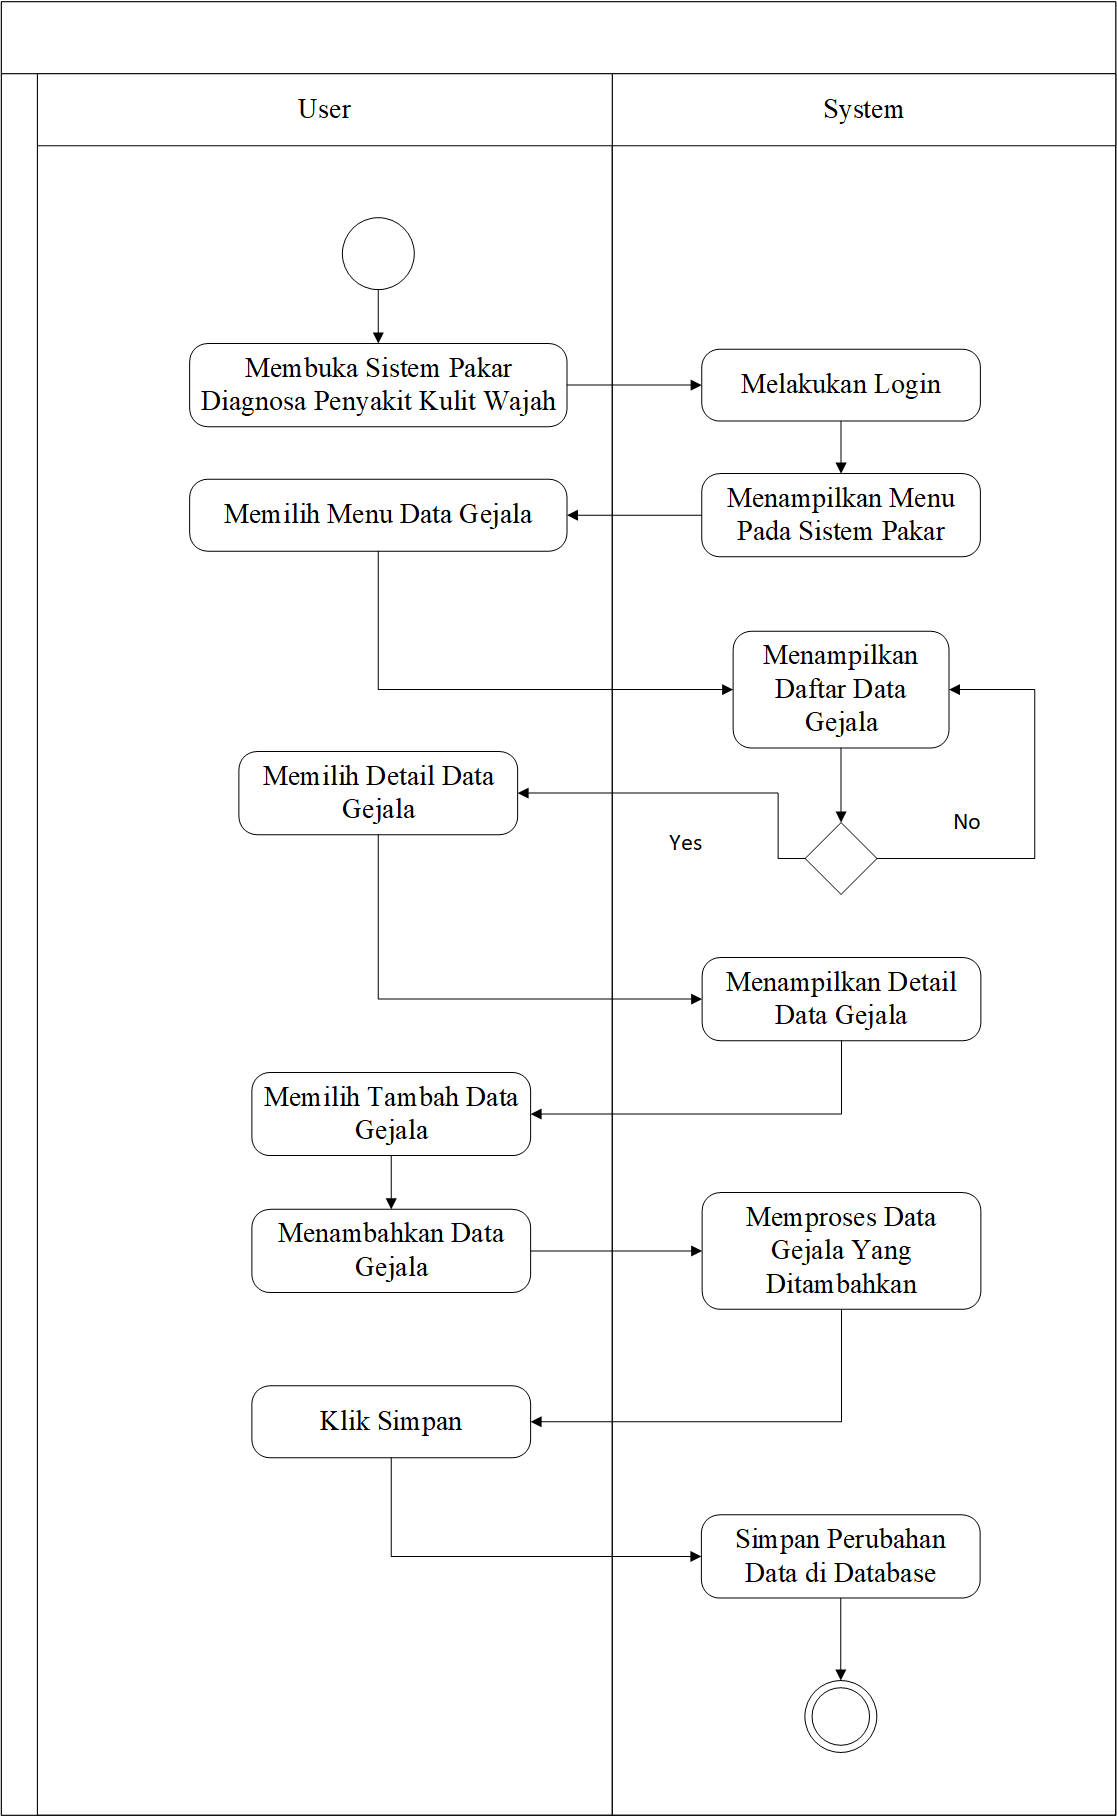 User
System
Membuka Sistem Pakar
Diagnosa Penyakit Kulit Wajah
Melakukan Login
Menampilkan Menu
Pada Sistem Pakar
Memilih Menu Data Gejala
Menampilkan
Daftar Data
Gejala
Memilih Detail Data
Gejala
Yes
No
Menampilkan Detail
Data Gejala
Memilih Tambah Data
Gejala
Menambahkan Data
Gejala
Memproses Data
Gejala Yang
Ditambahkan
Klik Simpan
Simpan Perubahan
Data di Database